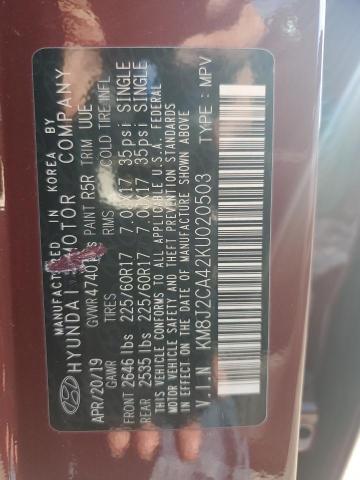 MANUFACTURED IN KOREA BY
HYUNDAI MOTOR COMPANY
APR/20/19 GVWR 4740 PAINT R5R TRIM UUE
GAWR TIRES RIMS COLD TIRE INFL
FRONT 2646 lbs 225/60R17 7.0JX17 35psi SINGLE
REAR 2535 lbs 225/60R17 7.0JX17 35psi SINGLE
THIS VEHICLE CONFORMS TO ALL APPLICABLE U.S.A. FEDERAL
MOTOR VEHICLE SAFETY BUMPER AND THEFT PREVENTION STANDARDS
IN EFFECT ON THE DATE OF MANUFACTURE SHOWN ABOVE
V.I.N KM8J2CA42KU020503 TYPE: MPV